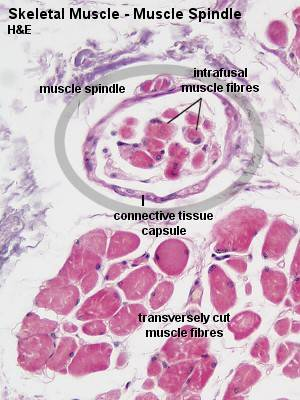 Skeletal Muscle - Muscle Spindle
H&E
muscle spindle
intrafusal
muscle fibres
connective tissue
capsule
transversely cut
muscle fibres